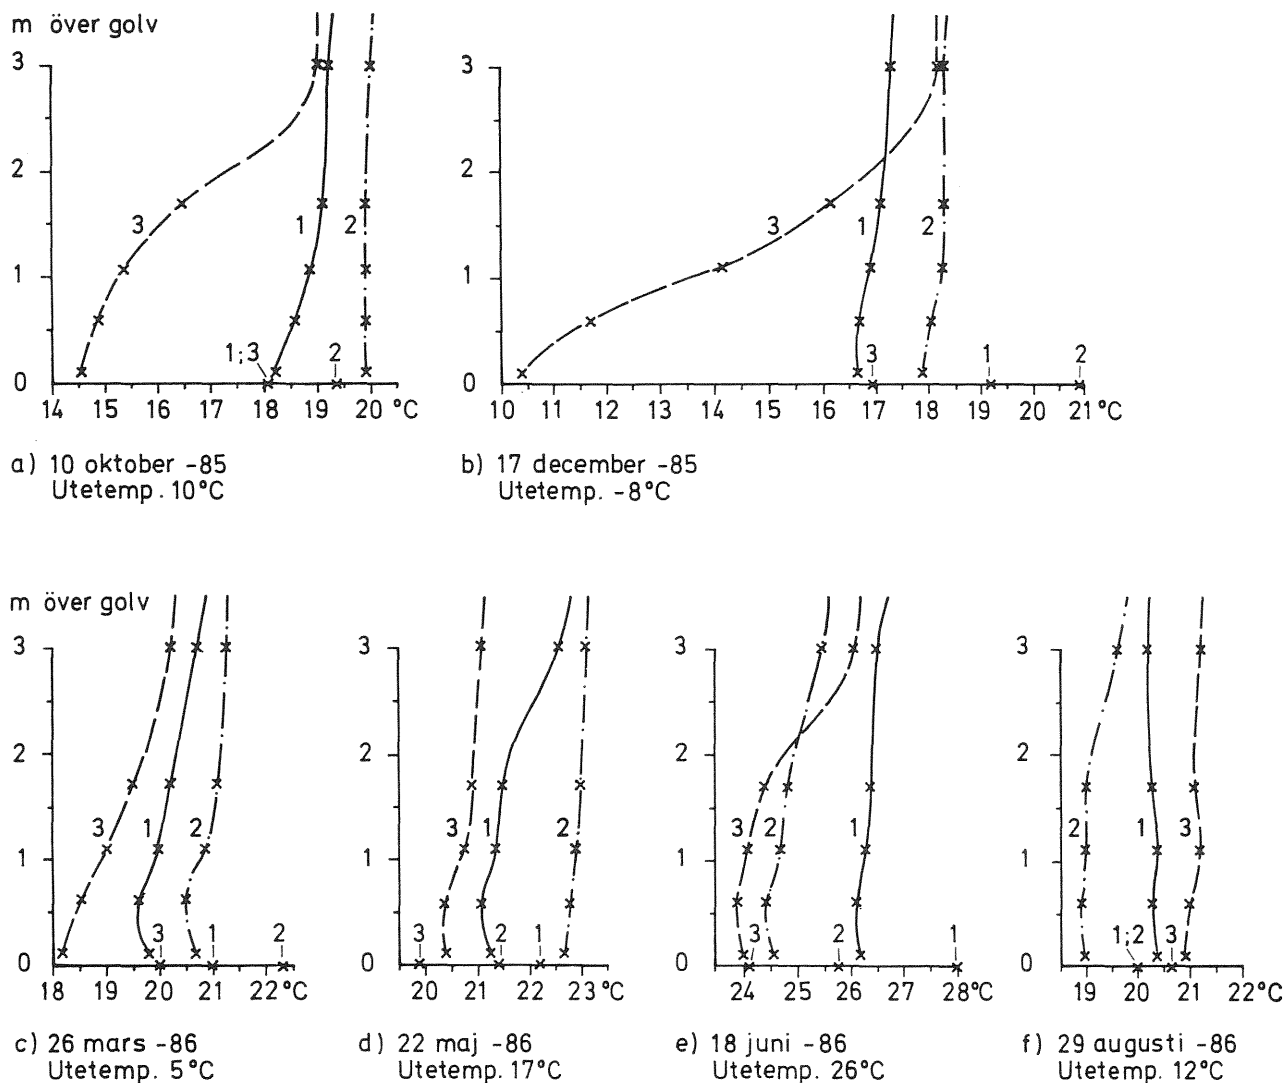 m över golv
3
2
1
0
3
1
2
1;3
2
14 15 16 17 18 19 20 °C
a) 10 oktober -85
Utetemp. 10°C
3
2
1
0
3
1
2
3
1
2
10 11 12 13 14 15 16 17 18 19 20 21°C
b) 17 december -85
Utetemp. -8°C
m över golv
3
2
1
0
3
1
2
3
1
2
18 19 20 21 22°C
c) 26 mars -86
Utetemp. 5°C
3
2
1
0
3
1
2
3
2
1
20 21 22 23 °C
d) 22 maj -86
Utetemp. 17°C
3
2
1
0
3
2
1
3
2
1
24 25 26 27 28°C
e) 18 juni -86
Utetemp. 26°C
3
2
1
0
2
1
3
1;2
3
19 20 21 22°C
f) 29 augusti -86
Utetemp. 12°C